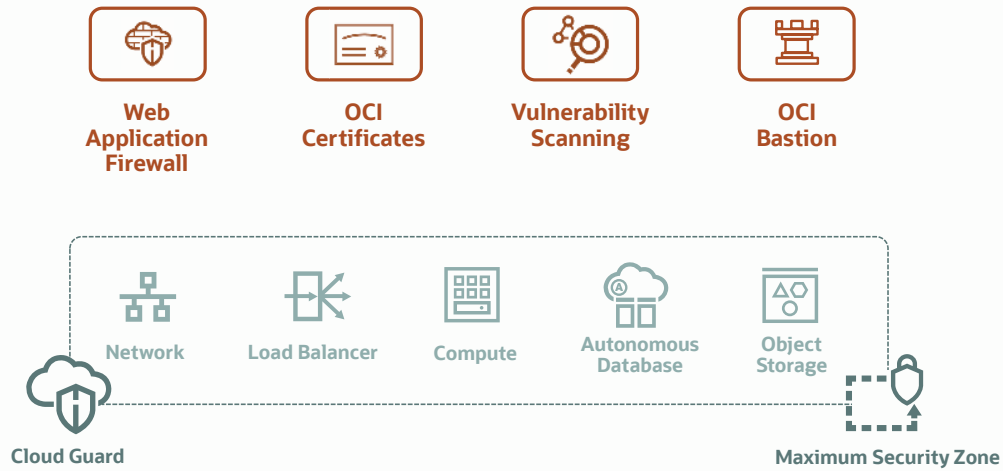 Web
Application
Firewall
OCI
Certificates
Vulnerability
Scanning
OCI
Bastion
Network
Load Balancer
Compute
A
Autonomous
Database
Object
Storage
Cloud Guard
Maximum Security Zone